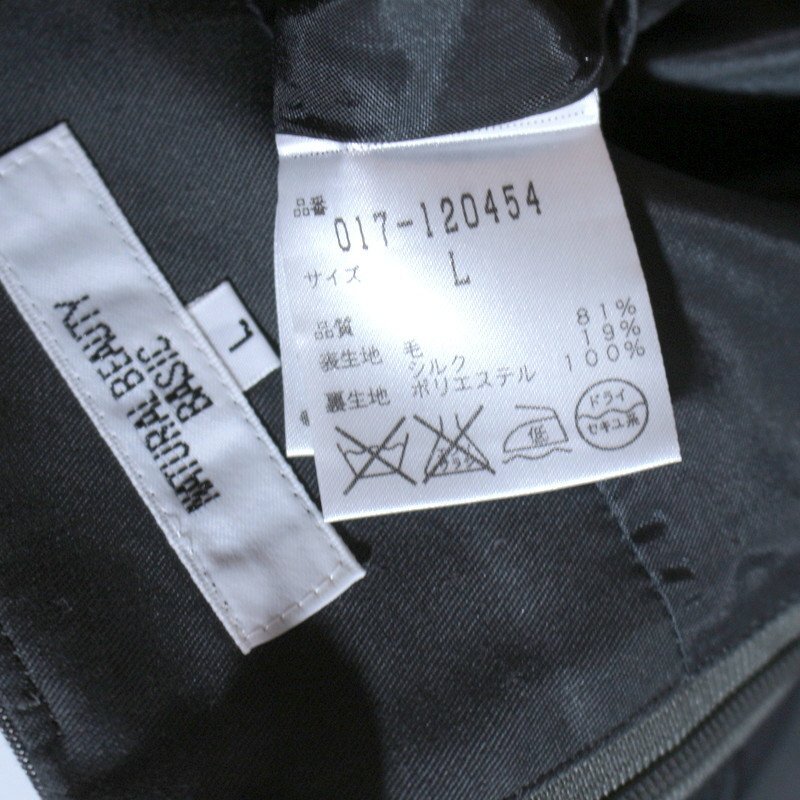 NATURAL BEAUTY
BASIC
L
品番
017-120454
サイズ L
品質
表生地 毛 81%
シルク 19%
裏生地 ポリエステル 100%
低
ドライ
セキユ系